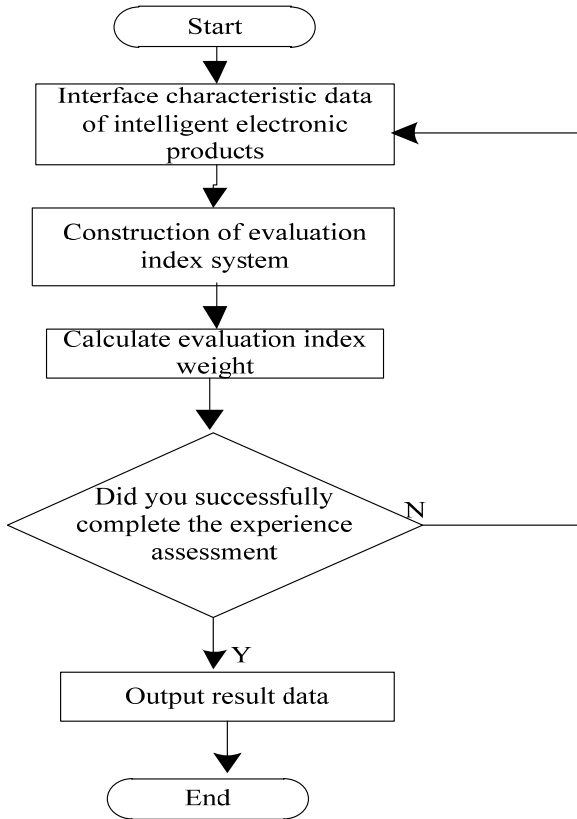 Start
Interface characteristic data
of intelligent electronic
products
Construction of evaluation
index system
Calculate evaluation index
weight
Did you successfully
complete the experience
assessment
N
Y
Output result data
End